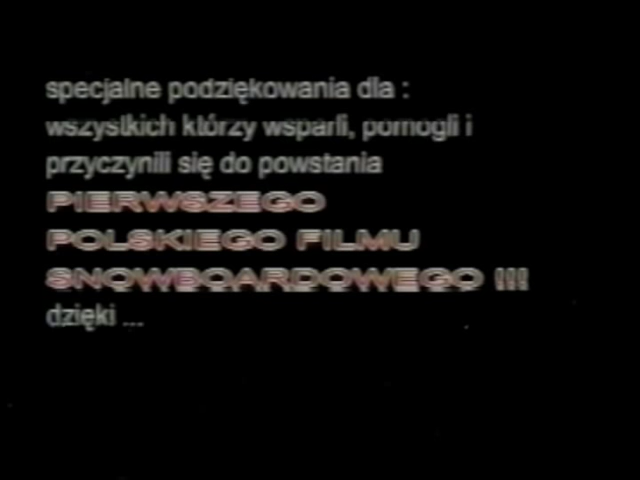 specjalne podziękowania dla :
wszystkich którzy wsparli, pomogli i
przyczynili się do powstania
PIERWSZEGO
POLSKIEGO FILMU
SNOWBOARDOWEGO !!!
dzięki ...